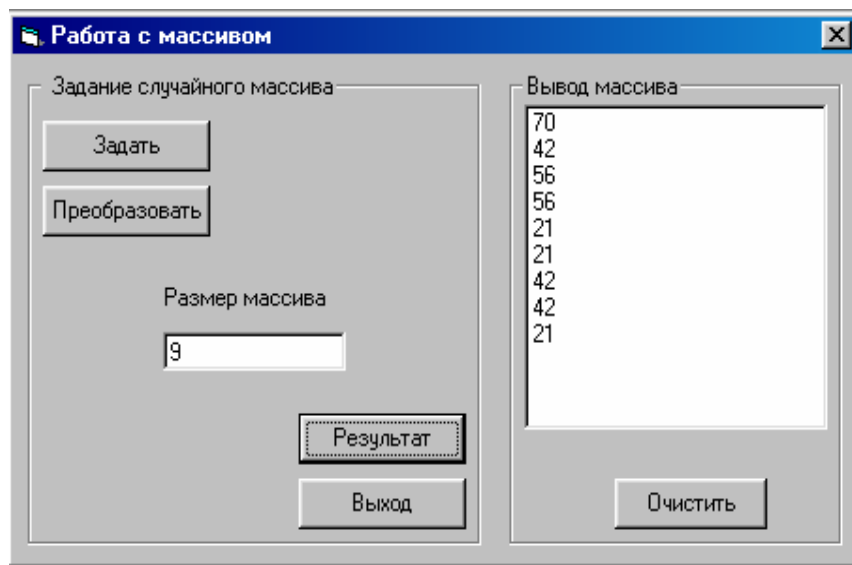 Работа с массивом
Задание случайного массива
Задать
Преобразовать
Размер массива
9
Результат
Выход
Вывод массива
70
42
56
56
21
21
42
42
21
Очистить